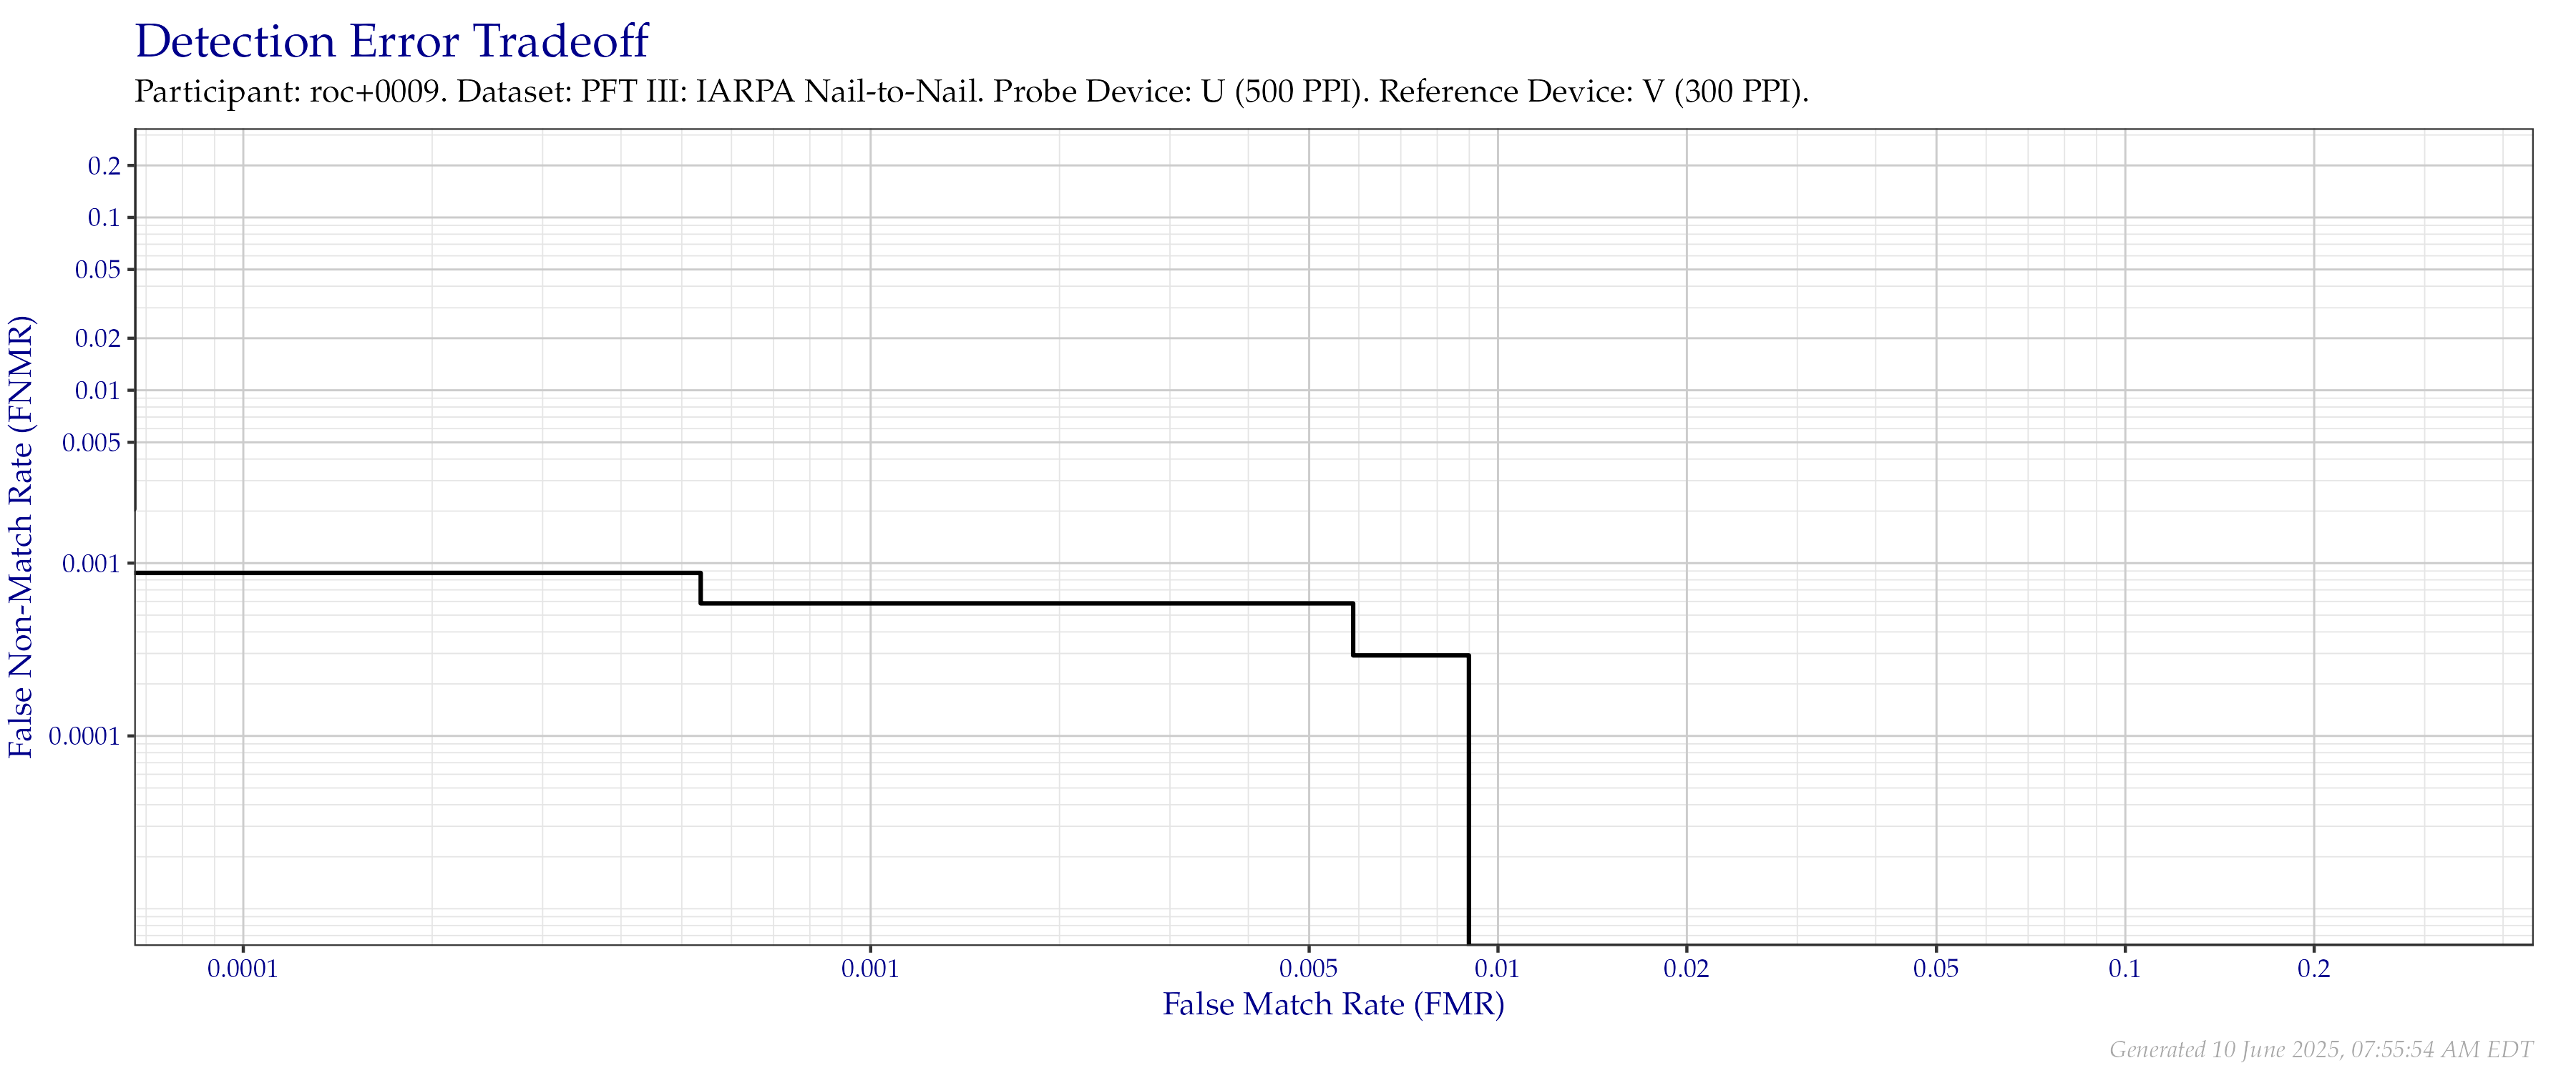 Detection Error Tradeoff
Participant: roc+0009. Dataset: PFT III: IARPA Nail-to-Nail. Probe Device: U (500 PPI). Reference Device: V (300 PPI).
False Non-Match Rate (FNMR)
0.2
0.1
0.05
0.02
0.01
0.005
0.001
0.0001
0.0001 0.001 0.005 0.01 0.02 0.05 0.1 0.2
False Match Rate (FMR)
Generated 10 June 2025, 07:55:54 AM EDT